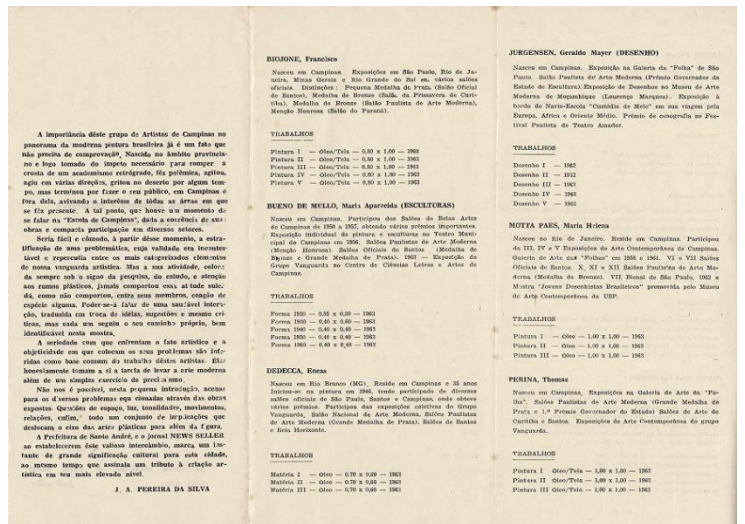 A importância dêste grupo de Artistas de Campinas no
panorama da moderna pintura brasileira já é um fato que
não precisa de comprovação. Nascida no âmbito provincia-
no e logo tomado do ímpeto necessário para romper a
crosta de um academismo retrógrado, fêz polêmica, agitou,
agiu em várias direções, gritou no deserto por algum tem-
po, mas terminou por fazer o seu público, em Campinas e
fora dela, avivando o interêsse de tôdas as áreas em que
se fêz presente. A tal ponto, que houve um momento de
se falar na "Escola de Campinas", dada a coerência de suas
obras e compacta participação em diversos setores.
Seria fácil e cômodo, à partir dêsse momento, a estra-
tificação de uma problemática, cuja validade era incontes-
tável e repercutia entre os mais categorizados elementos
de nossa vanguarda artística. Mas a sua atividade,
da sempre sob o signo da pesquisa, do estudo, e atenção
aos rumos plásticos, jamais comportou essa atitude suici-
da, como não comportou, entre seus membros, coação de
espécie alguma. Poder-se-á falar de uma saudável interv-
ção, traduzida em troca de idéias, sugestões e mesmo crí-
ticas, mas cada um seguiu o seu caminho próprio, bem
identificável nesta mostra.
A seriedade com que enfrentam o fato artístico e a
objetividade em que colocam os seus problemas são
ridas como base comum do trabalho dêstes artistas. Eles
honestamente tomam a si a tarefa de levar a arte moderna
além de um simples exercício de preciosismo.
Não nos é possível, nesta pequena introdução, acenar
para os diversos problemas equacionados através das obras
expostas. Questões de espaço, luz, tonalidades, movimentos,
relações, enfim, todo um conjunto de implicações que
deslocam o eixo das artes plásticas para além da figura.
A Prefeitura de Santo André, e o jornal NEWS SELLER
ao estabelecerem êste valioso intercâmbio, marca um ins-
tante de grande significação cultural para esta cidade,
ao mesmo tempo que assinala um tributo à criação ar-
tística em seu mais elevado nível.
J. A. PEREIRA DA SILVA
BIOJONE, Francisco
Nasceu em Campinas. Exposições em São Paulo, Rio de Ja-
neiro, Minas Gerais e Rio Grande do Sul em vários salões
oficiais. Distinções: Pequena Medalha de Prata (Salão Oficial
de Santos), Medalha de Bronze (Salão da Primavera de Curi-
tiba), Medalha de Bronze (Salão Paulista de Arte Moderna),
Menção Honrosa (Salão do Paraná).
TRABALHOS
Pintura I — Óleo/Tela — 0,80 x 1,00 — 1963
Pintura II — Óleo/Tela — 0,80 x 1,00 — 1963
Pintura III — Óleo/Tela — 0,80 x 1,00 — 1963
Pintura IV — Óleo/Tela — 0,80 x 1,00 — 1963
Pintura V — Óleo/Tela — 0,80 x 1,00 — 1963
BUENO DE MELLO, Maria Aparecida (ESCULTURAS)
Nasceu em Campinas. Participou dos Salões de Belas Artes
de Campinas de 1950 a 1957, obtendo vários prêmios importantes.
Exposição individual de pintura e esculturas no Teatro Muni-
cipal de Campinas em 1956. Salões Paulistas de Arte Moderna
(Menção Honrosa). Salões Oficiais de Santos (Medalha de
Bronze e Grande Medalha de Prata). 1963 — Exposição do
Grupo Vanguarda no Centro de Ciências Letras e Artes de
Campinas.
TRABALHOS
Forma 1920 — 0,55 x 0,30 — 1963
Forma 1930 — 0,40 x 0,60 — 1963
Forma 1940 — 0,40 x 0,60 — 1963
Forma 1950 — 0,40 x 0,60 — 1963
Forma 1960 — 0,40 x 0,60 — 1963
DEDECCA, Eneas
Nasceu em Rio Branco (MG). Reside em Campinas e 35 anos
Iniciou-se na pintura em 1946, tendo participado de diversos
salões oficiais de São Paulo, Santos e Campinas, onde obteve
vários prêmios. Participou das exposições coletivas do Grupo
Vanguarda, Salão Nacional de Arte Moderna, Salões Paulistas
de Arte Moderna (Grande Medalha de Prata). Salões de Santos
e Belo Horizonte.
TRABALHOS
Matéria I — Óleo — 0,70 x 0,60 — 1963
Matéria II — Óleo — 0,70 x 0,60 — 1963
Matéria III — Óleo — 0,70 x 0,60 — 1963
JURGENSEN, Geraldo Mayer (DESENHO)
Nasceu em Campinas. Exposição na Galeria da "Folha" de São
Paulo. Salão Paulista de Arte Moderna (Prêmio Governador do
Estado de Escultura). Exposição de Desenhos no Museu de Arte
Moderna de Moçambique (Lourenço Marques). Exposição à
bordo do Navio-Escola "Custódio de Melo" em sua viagem pela
Europa, Africa e Oriente Médio. Prêmio de cenografia no Fes-
tival Paulista de Teatro Amador.
TRABALHOS
Desenho I — 1963
Desenho II — 1952
Desenho III — 1963
Desenho IV — 1963
Desenho V — 1963
MOTTA PAES, Maria Helena
Nasceu no Rio de Janeiro. Reside em Campinas. Participou
da III, IV e V Exposições de Arte Contemporânea de Campinas.
Galeria de Arte das "Folhas" em 1958 e 1961. VI e VII Salões
Oficiais de Santos. X, XI e XII Salões Paulistas de Arte Mo-
derna (Medalha de Bronze). VII Bienal de São Paulo, 1963 e
Mostra "Jovens Desenhistas Brasileiros" promovida pelo Museu
de Arte Contemporânea da USP.
TRABALHOS
Pintura I — Óleo — 1,00 x 1,00 — 1963
Pintura II — Óleo — 1,00 x 1,00 — 1963
Pintura III — Óleo — 1,00 x 1,00 — 1963
PERINA, Thomaz
Nasceu em Campinas. Exposição na Galeria de Arte da "Fo-
lha". Salões Paulistas de Arte Moderna (Grande Medalha de
Prata e 1.º Prêmio Governador do Estado) Salões de Arte de
Curitiba e Santos. Exposições de Arte Contemporânea do grupo
Vanguarda.
TRABALHOS
Pintura I Óleo/Tela — 1,00 x 1,00 — 1963
Pintura II Óleo/Tela — 1,00 x 1,00 — 1963
Pintura III Óleo/Tela — 1,00 x 1,00 — 1963